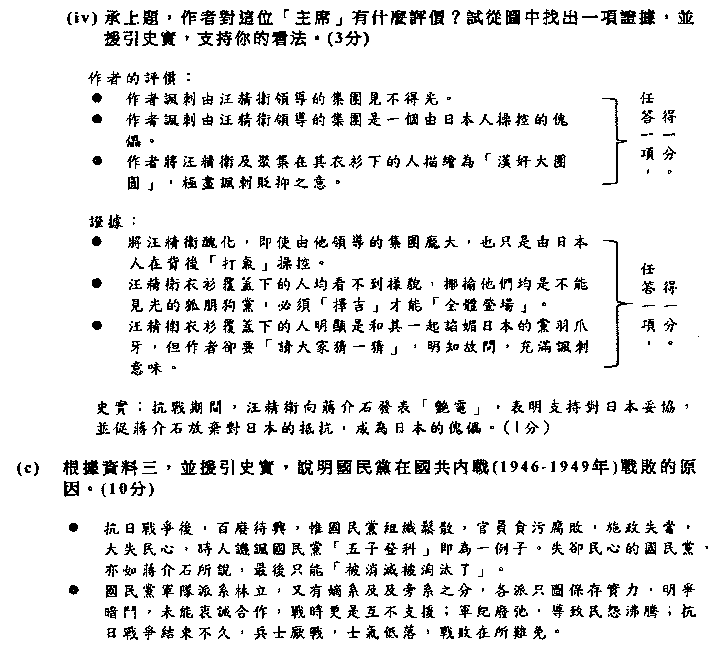 (iv) 承上題，作者對這位「主席」有什麼評價？試從圖中找出一項證據，並
援引史實，支持你的看法。(3分)
作者的評價：
● 作者諷刺由汪精衛領導的集團見不得光。
● 作者諷刺由汪精衛領導的集團是一個由日本人操控的傀
儡。
● 作者將汪精衛及聚集在其衣衫下的人描繪為「漢奸大團
圓」，極盡諷刺貶抑之意。
任答一項，
得一分。
證據：
● 將汪精衛醜化，即使由他領導的集團龐大，也只是由日本
人在背後「打氣」操控。
● 汪精衛衣衫覆蓋下的人均看不到樣貌，揶揄他們均是不能
見光的狐朋狗黨，必須「擇吉」才能「全體登場」。
● 汪精衛衣衫覆蓋下的人明顯是和其一起諂媚日本的黨羽爪
牙，但作者卻要「請大家猜一猜」，明知故問，充滿諷刺
意味。
任答一項，
得一分。
史實：抗戰期間，汪精衛向蔣介石發表「艷電」，表明支持對日本妥協，
並促蔣介石放棄對日本的抵抗，成為日本的傀儡。(1分)
(c) 根據資料三，並援引史實，說明國民黨在國共內戰(1946-1949年)戰敗的原
因。(10分)
● 抗日戰爭後，百廢待興，惟國民黨組織鬆散，官員貪污腐敗，施政失當，
大失民心，時人譏諷國民黨「五子登科」即為一例子。失卻民心的國民黨，
亦如蔣介石所說，最後只能「被消滅被淘汰了」。
● 國民黨軍隊派系林立，又有嫡系及及旁系之分，各派只圖保存實力，明爭
暗鬥，未能衷誠合作，戰時更是互不支援；軍紀廢弛，導致民怨沸騰；抗
日戰爭結束不久，兵士厭戰，士氣低落，戰敗在所難免。